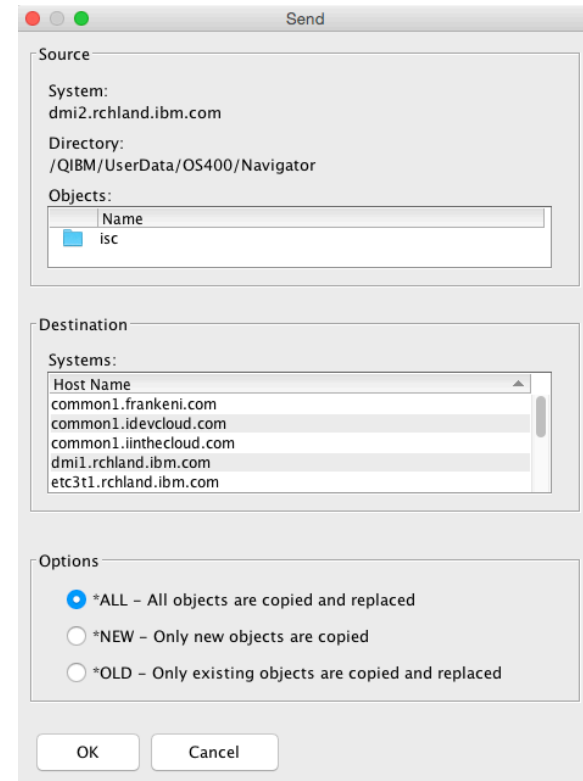 Send
Source
System:
dmi2.rchland.ibm.com
Directory:
/QIBM/UserData/OS400/Navigator
Objects:
Name
isc
Destination
Systems:
Host Name
common1.frankeni.com
common1.idevcloud.com
common1.iinthecloud.com
dmi1.rchland.ibm.com
etc3t1.rchland.ibm.com
Options
*ALL – All objects are copied and replaced
*NEW – Only new objects are copied
*OLD – Only existing objects are copied and replaced
OK Cancel